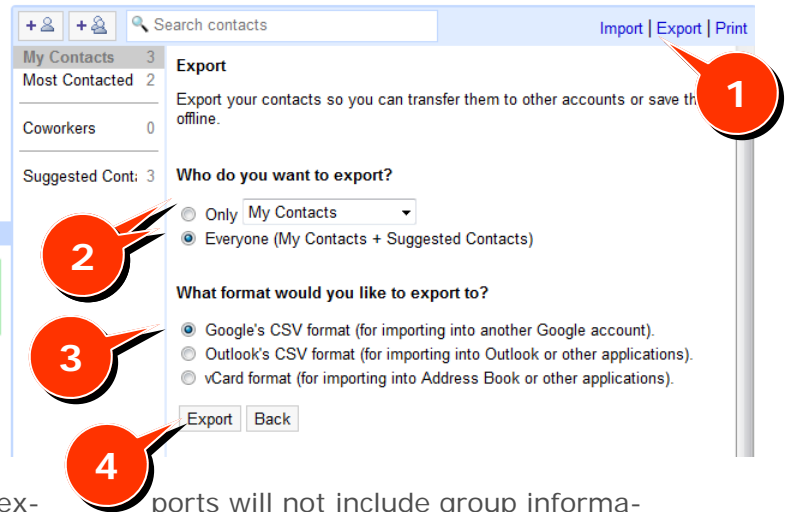 Search contacts
Import | Export | Print
My Contacts 3
Most Contacted 2
Coworkers 0
Suggested Cont 3
Export
Export your contacts so you can transfer them to other accounts or save th
offline.
Who do you want to export?
Only My Contacts
Everyone (My Contacts + Suggested Contacts)
What format would you like to export to?
Google's CSV format (for importing into another Google account).
Outlook's CSV format (for importing into Outlook or other applications).
vCard format (for importing into Address Book or other applications).
Export Back
1
2
3
4
ex- ports will not include group informa-